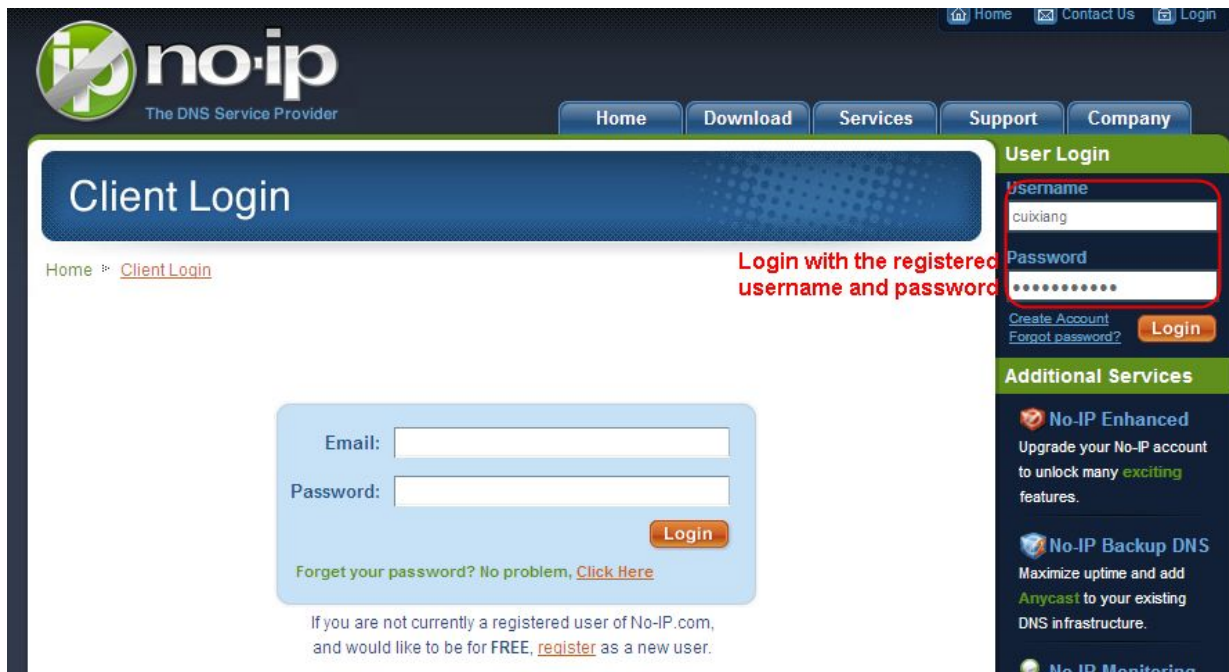 Home Contact Us Login
ip no·ip
The DNS Service Provider
Home Download Services Support Company
Client Login
Home Client Login
Login with the registered
username and password
User Login
Username
cuixiang
Password
•••••••••••
Create Account
Forgot password?
Login
Email:
Password:
Login
Forget your password? No problem, Click Here
If you are not currently a registered user of No-IP.com,
and would like to be for FREE, register as a new user.
Additional Services
No-IP Enhanced
Upgrade your No-IP account
to unlock many exciting
features.
No-IP Backup DNS
Maximize uptime and add
Anycast to your existing
DNS infrastructure.
No-IP Monitoring